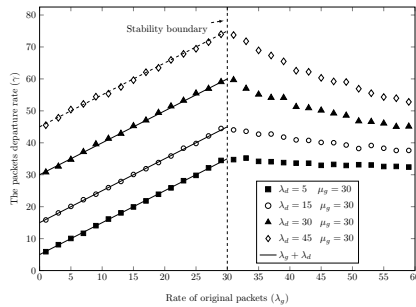 80
70
60
50
40
30
20
10
0
The packets departure rate (γ)
Stability boundary
λd = 5 μg = 30
λd = 15 μg = 30
λd = 30 μg = 30
λd = 45 μg = 30
λg + λd
0 5 10 15 20 25 30 35 40 45 50 55 60
Rate of original packets (λg)